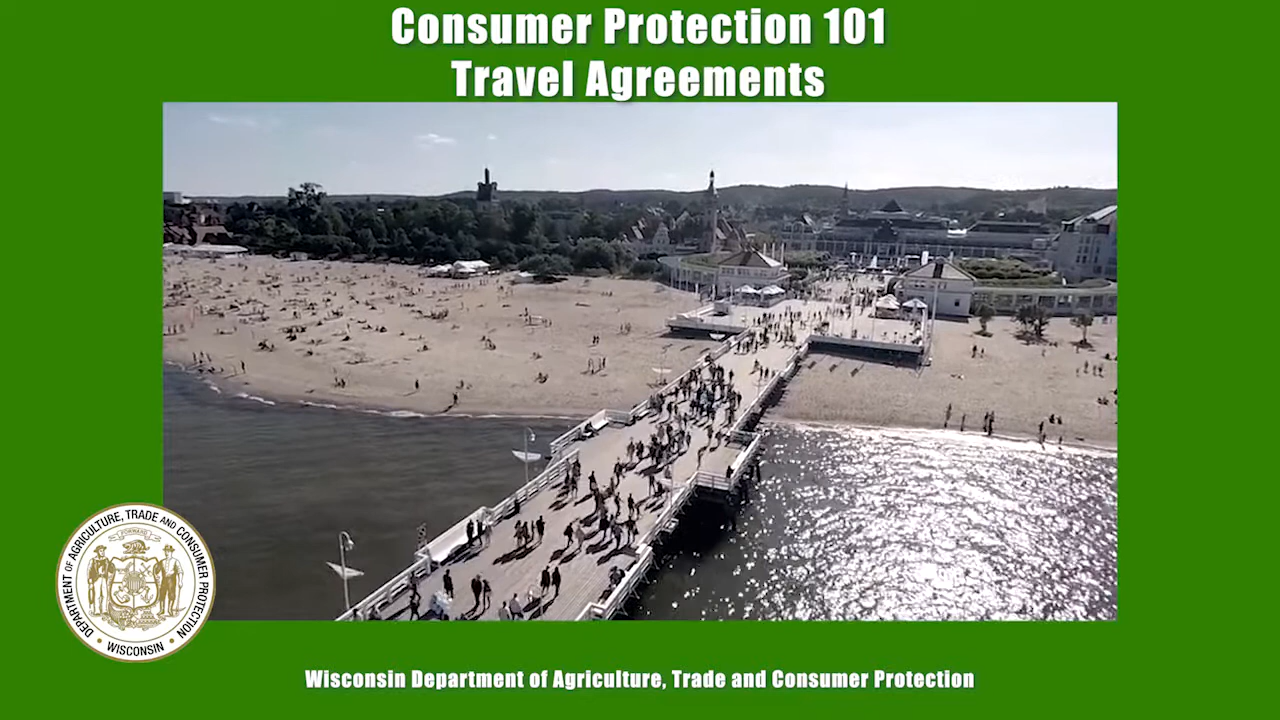 Consumer Protection 101
Travel Agreements
DEPARTMENT OF AGRICULTURE, TRADE AND CONSUMER PROTECTION
• WISCONSIN •
Wisconsin Department of Agriculture, Trade and Consumer Protection